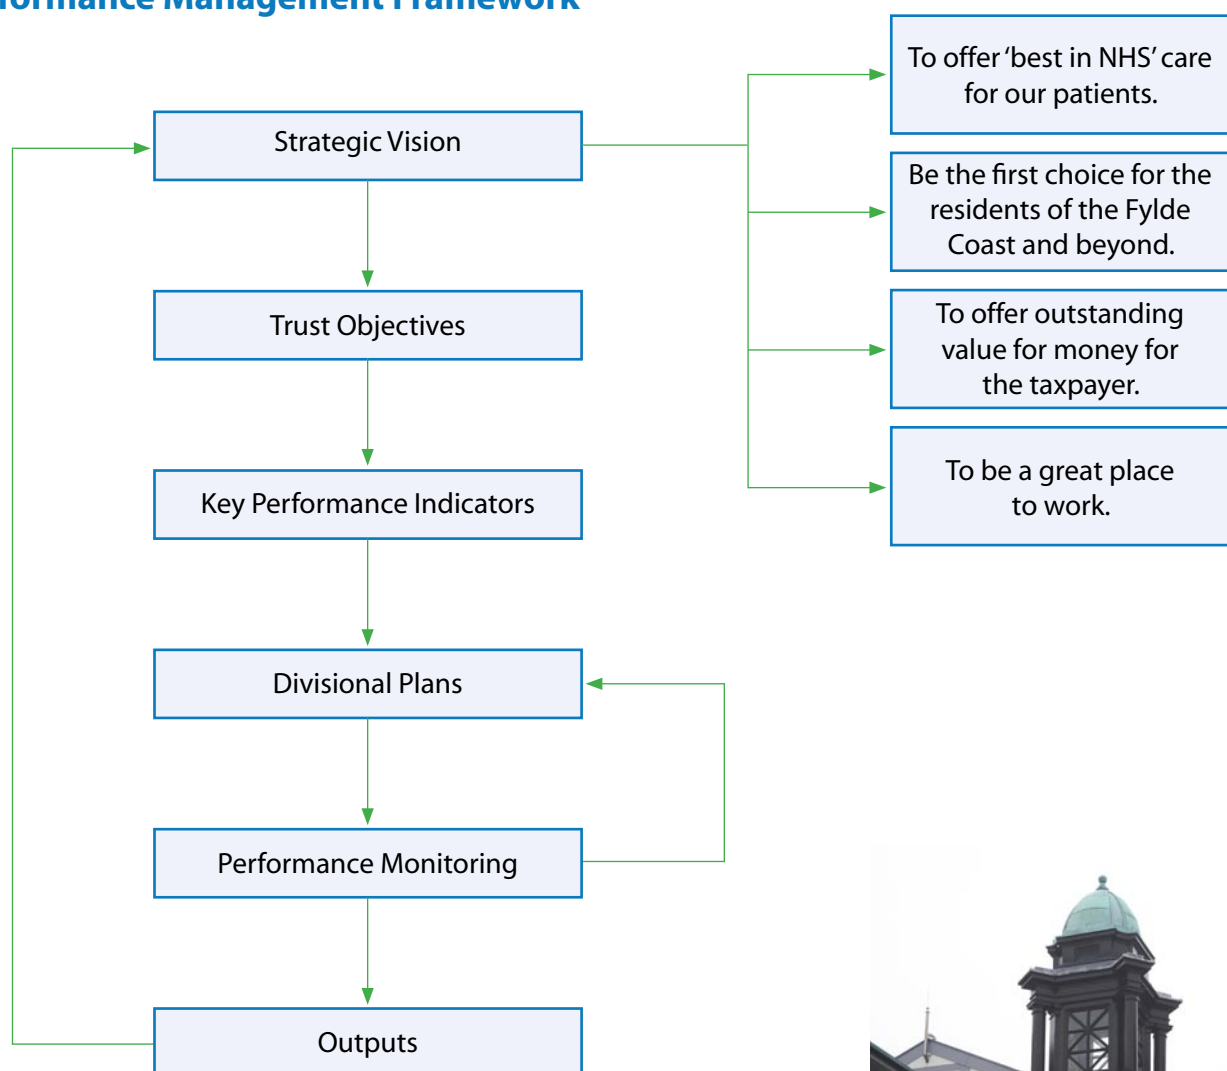 Management Framework
Strategic Vision
Trust Objectives
Key Performance Indicators
Divisional Plans
Performance Monitoring
Outputs
To offer ‘best in NHS’ care
for our patients.
Be the first choice for the
residents of the Fylde
Coast and beyond.
To offer outstanding
value for money for
the taxpayer.
To be a great place
to work.